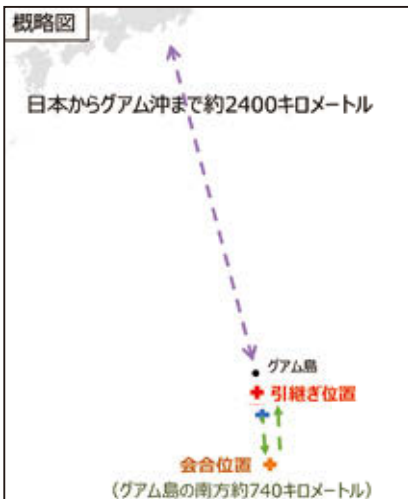 概略図
日本からグアム沖まで約2400キロメートル
グアム島
引継ぎ位置
会合位置
（グアム島の南方約740キロメートル）